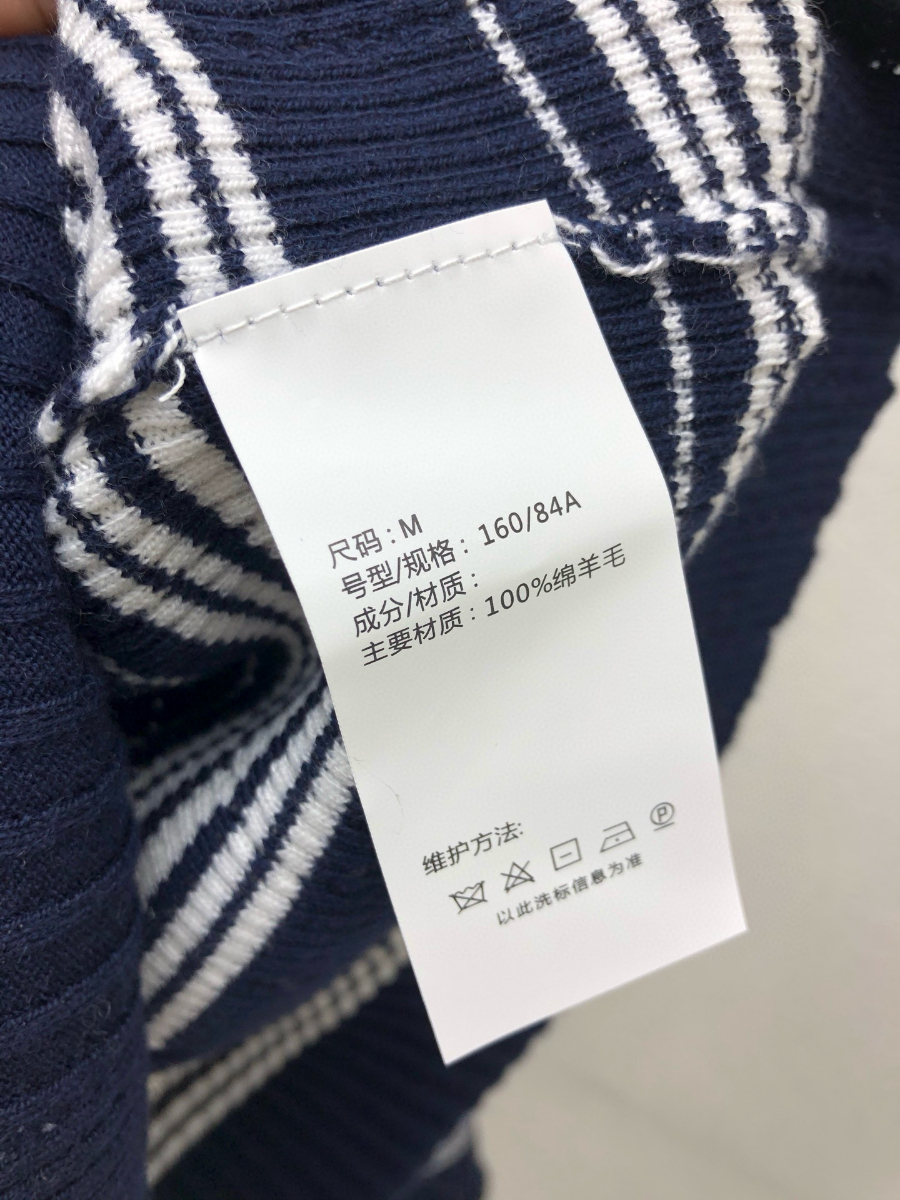 尺码：M
号型/规格：160/84A
成分/材质：
主要材质：100%绵羊毛
维护方法：
P
以此洗标信息为准